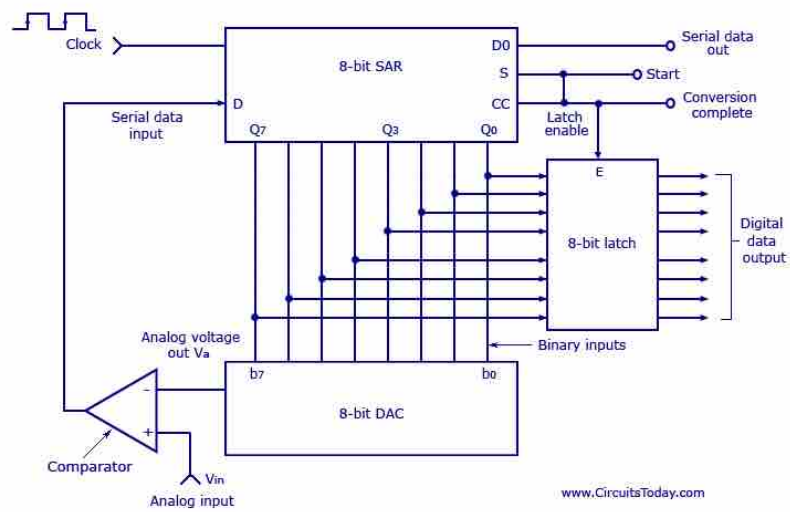 Clock
8-bit SAR
D0
Serial data
out
S
Start
CC
Conversion
complete
D
Serial data
input
Latch
enable
Q7
Q3
Q0
E
8-bit latch
Digital
data
output
Analog voltage
out Va
Binary inputs
b7
b0
8-bit DAC
-
+
Comparator
Vin
Analog input
www.CircuitsToday.com